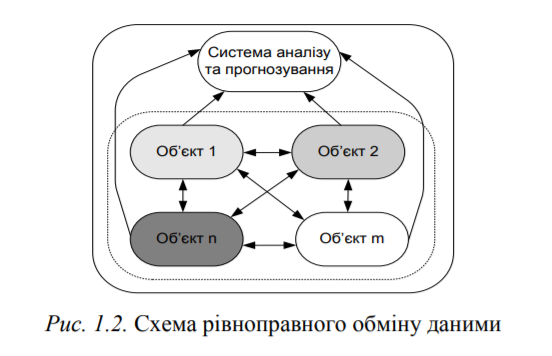 Система аналізу
та прогнозування
Об'єкт 1
Об'єкт 2
Об'єкт n
Об'єкт m
Рис. 1.2. Схема рівноправного обміну даними